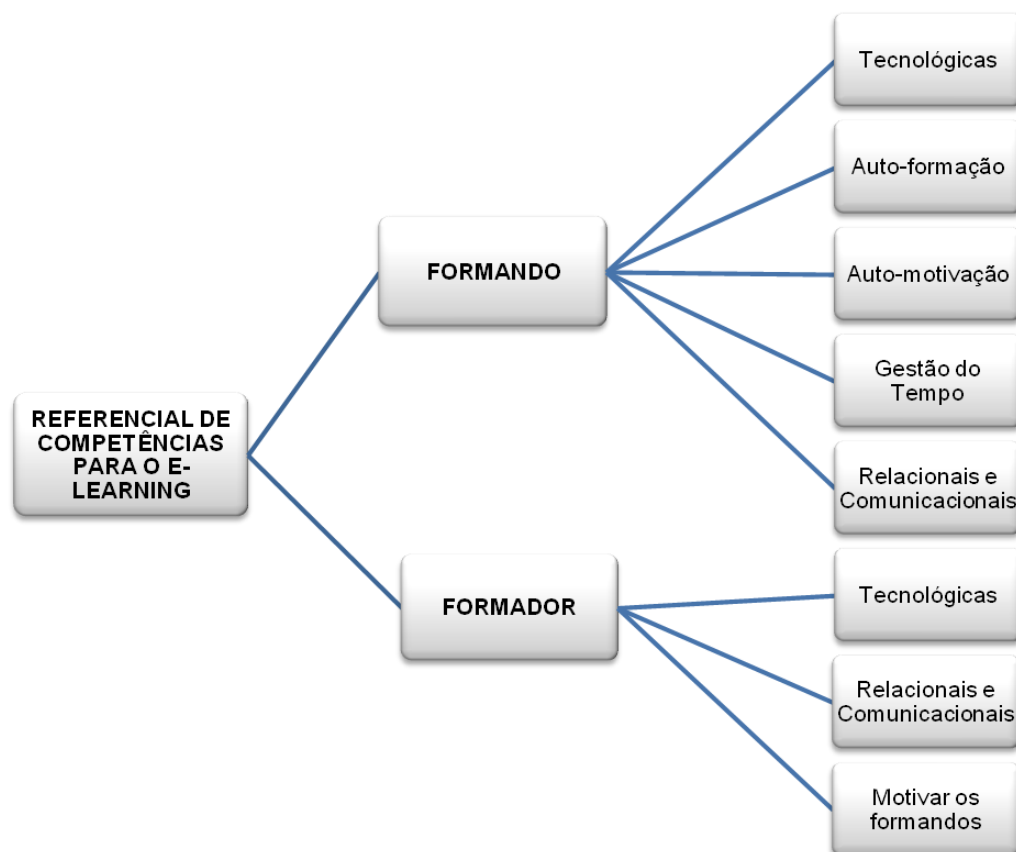 REFERENCIAL DE
COMPETÊNCIAS
PARA O E-
LEARNING
FORMANDO
Tecnológicas
Auto-formação
Auto-motivação
Gestão do
Tempo
Relacionais e
Comunicacionais
FORMADOR
Tecnológicas
Relacionais e
Comunicacionais
Motivar os
formandos